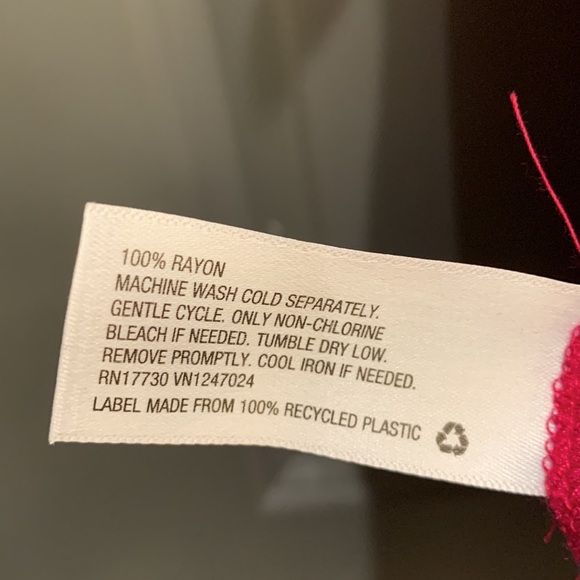 100% RAYON
MACHINE WASH COLD SEPARATELY.
GENTLE CYCLE. ONLY NON-CHLORINE
BLEACH IF NEEDED. TUMBLE DRY LOW.
REMOVE PROMPTLY. COOL IRON IF NEEDED.
RN17730 VN1247024
LABEL MADE FROM 100% RECYCLED PLASTIC